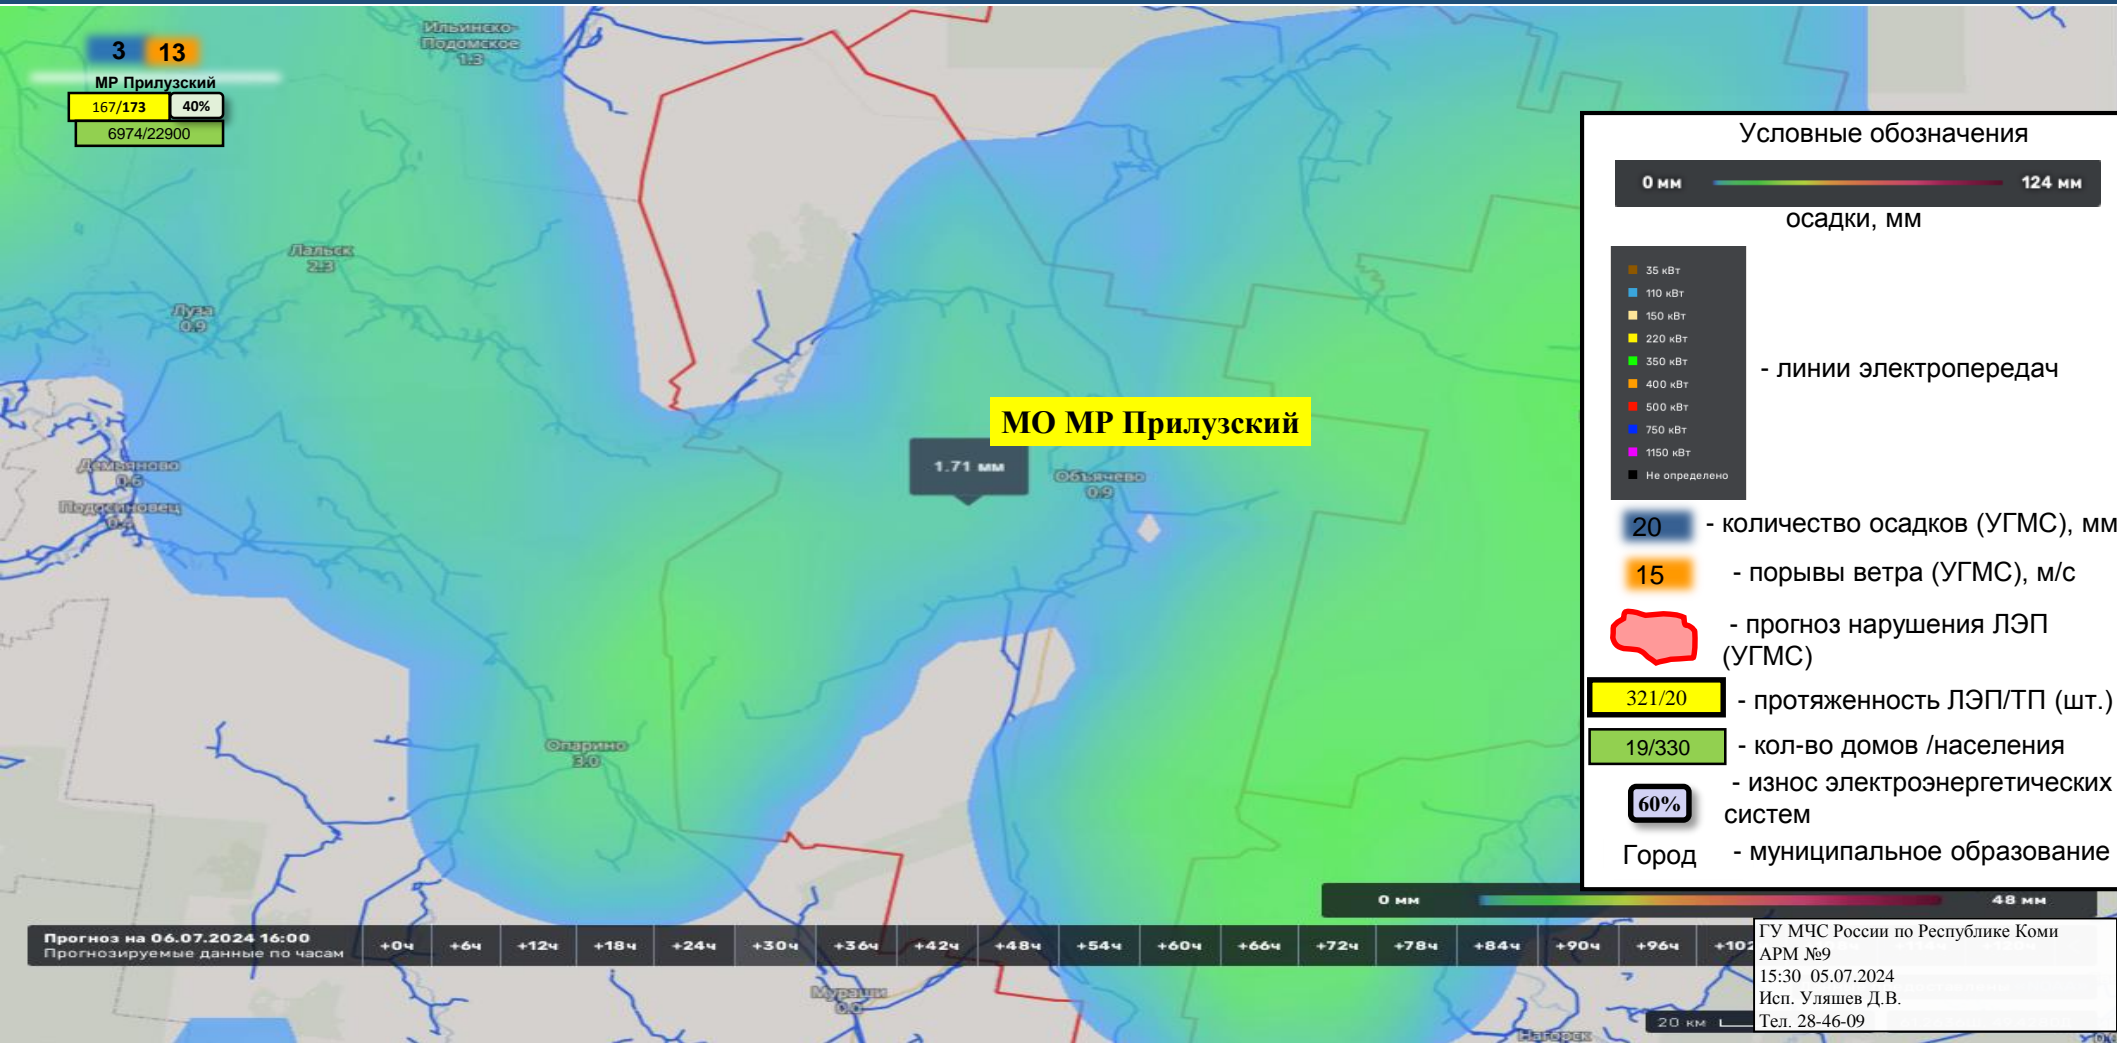 3 13
МР Прилузский
167/173 40%
6974/22900
Ильинско-
Подомское
1.3
Лальск
2.3
Луза
0.9
Демьяново
0.6
Подосиновец
0.4
МО МР Прилузский
1.71 мм
Объячево
0.9
Опарино
3.0
Мураши
0.0
Нагорск
Условные обозначения
0 мм 124 мм
осадки, мм
35 кВт
110 кВт
150 кВт
220 кВт
350 кВт
400 кВт
500 кВт
750 кВт
1150 кВт
Не определено
- линии электропередач
20 - количество осадков (УГМС), мм
15 - порывы ветра (УГМС), м/с
- прогноз нарушения ЛЭП
(УГМС)
321/20 - протяженность ЛЭП/ТП (шт.)
19/330 - кол-во домов /населения
60% - износ электроэнергетических
систем
Город - муниципальное образование
0 мм 48 мм
Прогноз на 06.07.2024 16:00
Прогнозируемые данные по часам
+0ч +6ч +12ч +18ч +24ч +30ч +36ч +42ч +48ч +54ч +60ч +66ч +72ч +78ч +84ч +90ч +96ч +102
ГУ МЧС России по Республике Коми
АРМ №9
15:30 05.07.2024
Исп. Уляшев Д.В.
Тел. 28-46-09
20 км